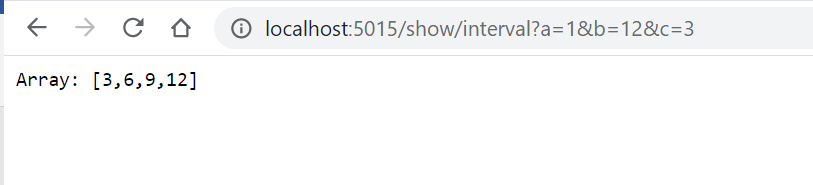 localhost:5015/show/interval?a=1&b=12&c=3
Array: [3,6,9,12]